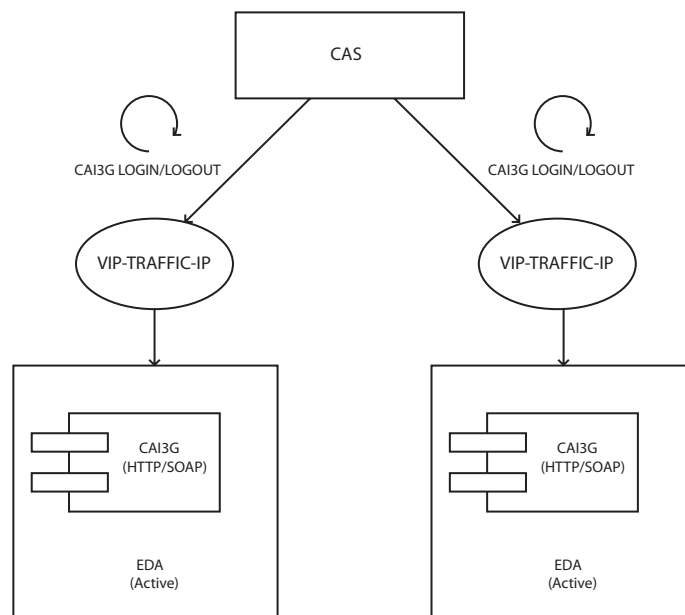 CAS
CAI3G LOGIN/LOGOUT
CAI3G LOGIN/LOGOUT
VIP-TRAFFIC-IP
VIP-TRAFFIC-IP
CAI3G
(HTTP/SOAP)
CAI3G
(HTTP/SOAP)
EDA
(Active)
EDA
(Active)